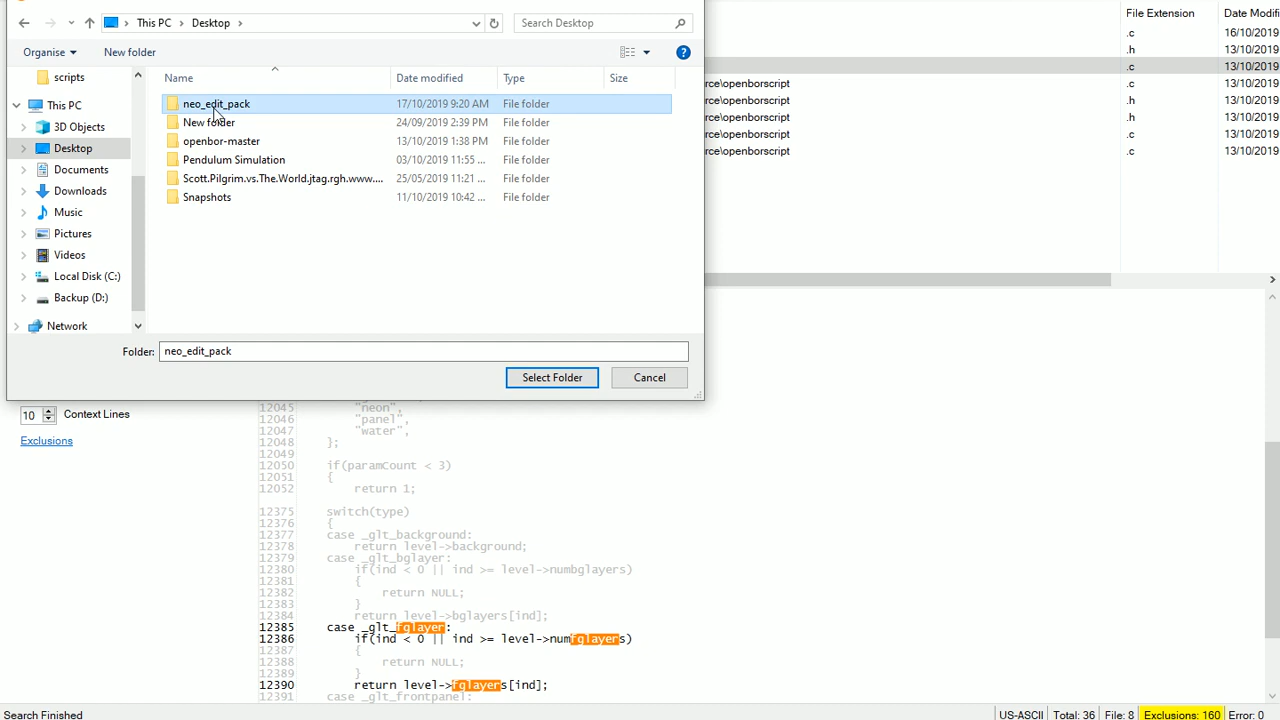 This PC > Desktop >
Search Desktop
Organise
New folder
Name
Date modified
Type
Size
scripts
This PC
3D Objects
Desktop
Documents
Downloads
Music
Pictures
Videos
Local Disk (C:)
Backup (D:)
Network
neo_edit_pack 17/10/2019 9:20 AM File folder
New folder 24/09/2019 2:39 PM File folder
openbor-master 13/10/2019 1:38 PM File folder
Pendulum Simulation 03/10/2019 11:55 ... File folder
Scott.Pilgrim.vs.The.World.jtag.rgh.www.... 25/05/2019 11:21 ... File folder
Snapshots 11/10/2019 10:42 ... File folder
Folder: neo_edit_pack
Select Folder
Cancel
File Extension Date Modifi
.c 16/10/2019
.h 13/10/2019
.c 13/10/2019
rce\openborscript .c 13/10/2019
rce\openborscript .h 13/10/2019
rce\openborscript .h 13/10/2019
rce\openborscript .c 13/10/2019
rce\openborscript .c 13/10/2019
10 Context Lines
Exclusions
12045 "neon",
12046 "panel",
12047 "water",
12048 };
12049
12050 if(paramCount < 3)
12051 {
12052 return 1;
12375 switch(type)
12376 {
12377 case _glt_background:
12378 return level->background;
12379 case _glt_bglayer:
12380 if(ind < 0 || ind >= level->numbglayers)
12381 {
12382 return NULL;
12383 }
12384 return level->bglayers[ind];
12385 case _glt_fglayer:
12386 if(ind < 0 || ind >= level->numfglayers)
12387 {
12388 return NULL;
12389 }
12390 return level->fglayers[ind];
12391 case _glt_frontpanel:
Search Finished
US-ASCII Total: 36 File: 8 Exclusions: 160 Error: 0